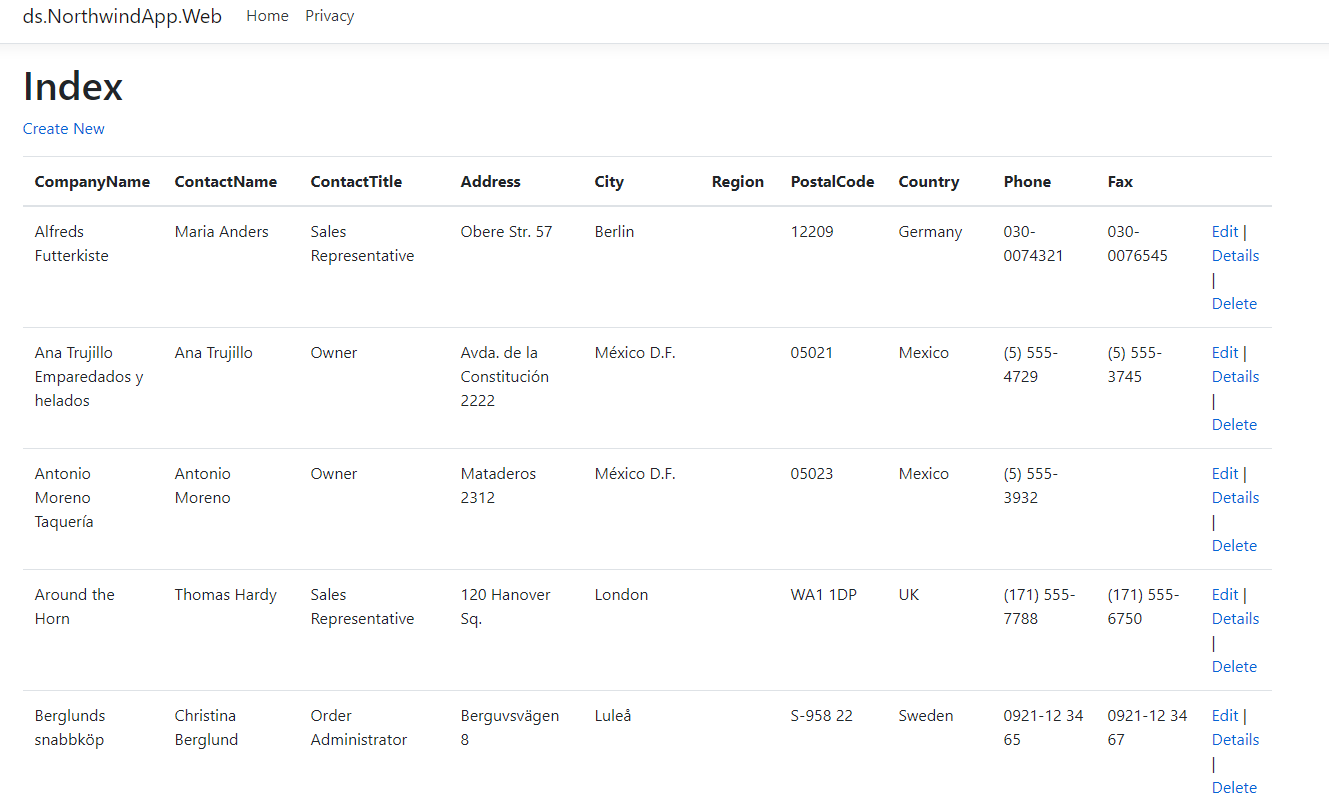 ds.NorthwindApp.Web Home Privacy
Index
Create New
CompanyName ContactName ContactTitle Address City Region PostalCode Country Phone Fax
Alfreds Maria Anders Sales Obere Str. 57 Berlin 12209 Germany 030- 030- Edit |
Futterkiste Representative 0074321 0076545 Details
|
Delete
Ana Trujillo Ana Trujillo Owner Avda. de la México D.F. 05021 Mexico (5) 555- (5) 555- Edit |
Emparedados y Constitución 4729 3745 Details
helados 2222 |
Delete
Antonio Antonio Owner Mataderos México D.F. 05023 Mexico (5) 555- Edit |
Moreno Moreno 2312 3932 Details
Taquería |
Delete
Around the Thomas Hardy Sales 120 Hanover London WA1 1DP UK (171) 555- (171) 555- Edit |
Horn Representative Sq. 7788 6750 Details
|
Delete
Berglunds Christina Order Berguvsvägen Luleå S-958 22 Sweden 0921-12 34 0921-12 34 Edit |
snabbköp Berglund Administrator 8 65 67 Details
|
Delete